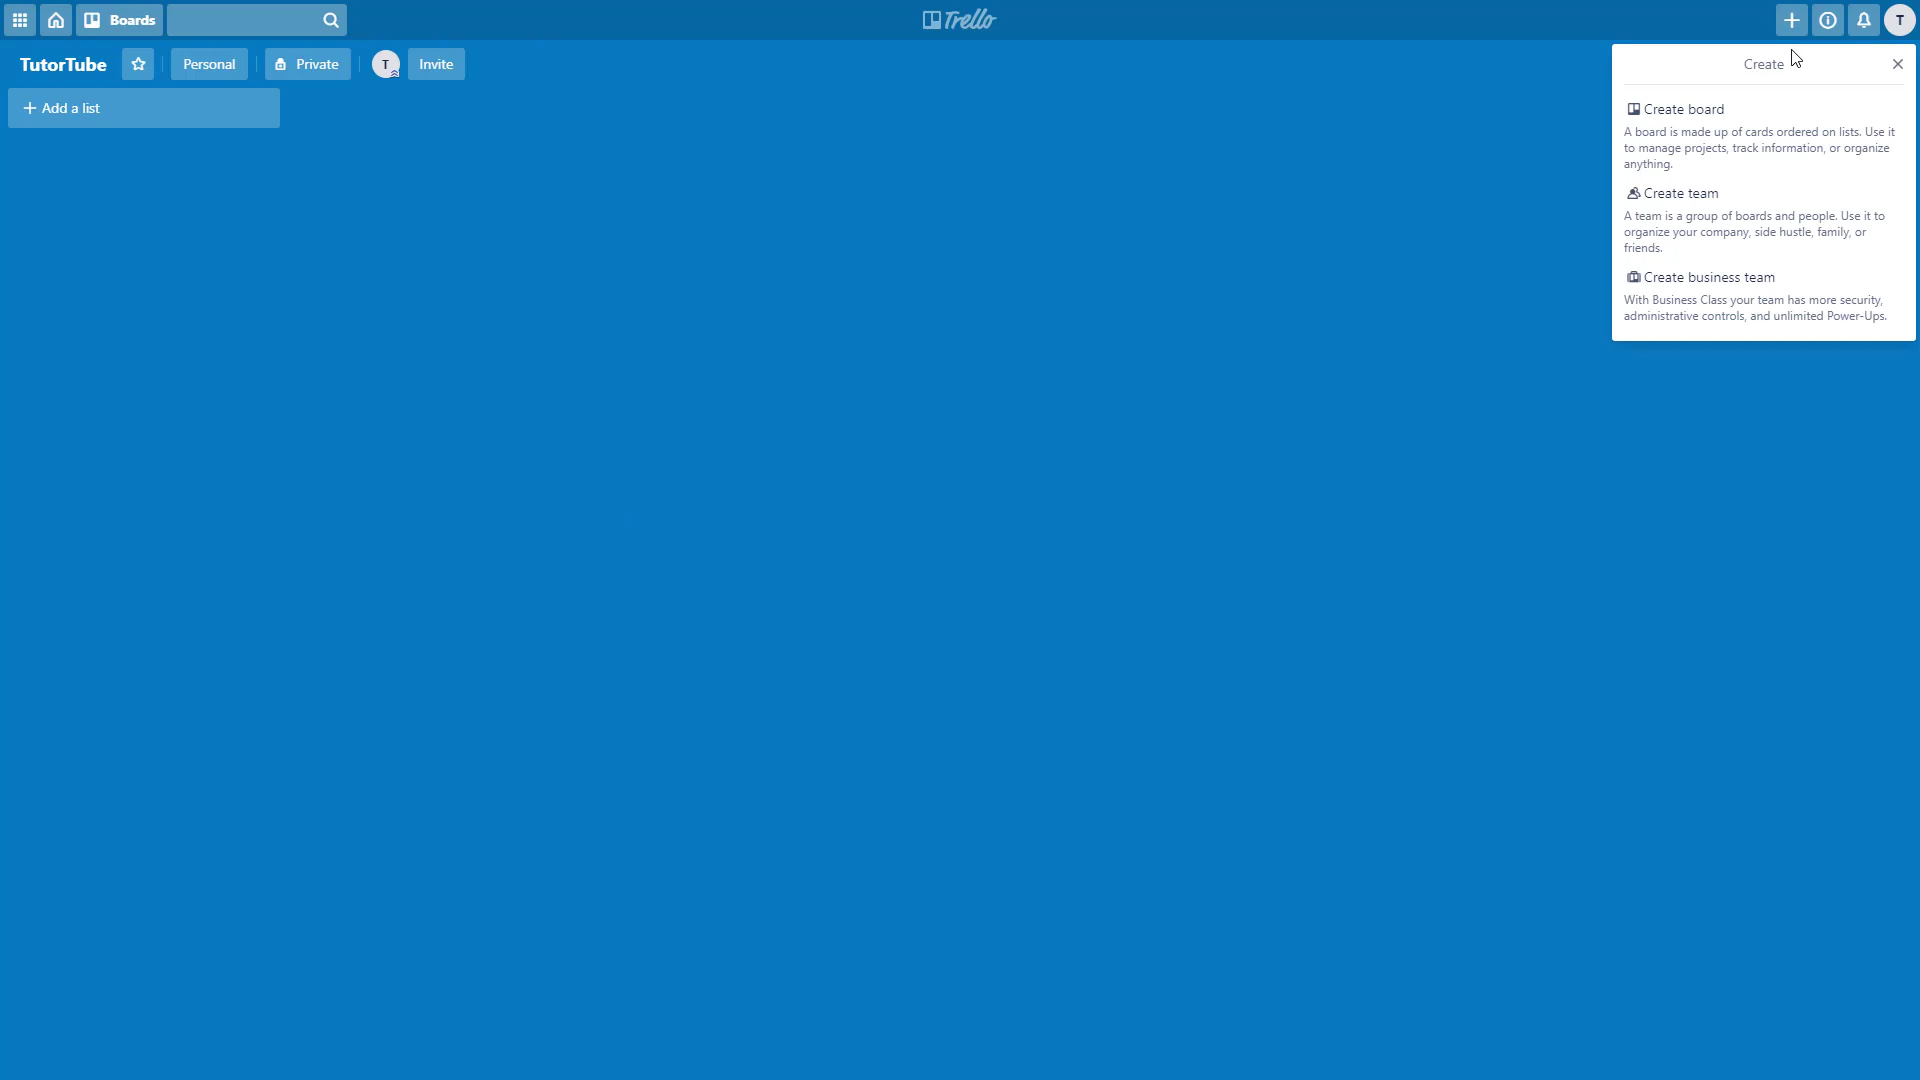 Boards
Trello
T
TutorTube
Personal
Private
T
Invite
Add a list
Create
Create board
A board is made up of cards ordered on lists. Use it
to manage projects, track information, or organize
anything.
Create team
A team is a group of boards and people. Use it to
organize your company, side hustle, family, or
friends.
Create business team
With Business Class your team has more security,
administrative controls, and unlimited Power-Ups.